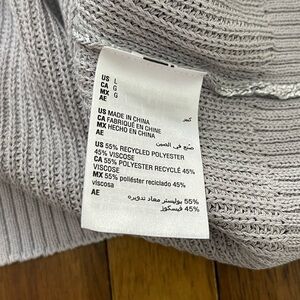 US L
CA G
MX G
AE كبير
US MADE IN CHINA
CA FABRIQUÉ EN CHINE
MX HECHO EN CHINA
AE صنع في الصين
US 55% RECYCLED POLYESTER
45% VISCOSE
CA 55% POLYESTER RECYCLÉ 45%
VISCOSE
MX 55% poliéster reciclado 45%
viscosa
AE 55% بوليستر معاد تدويره
45% فيسكوز